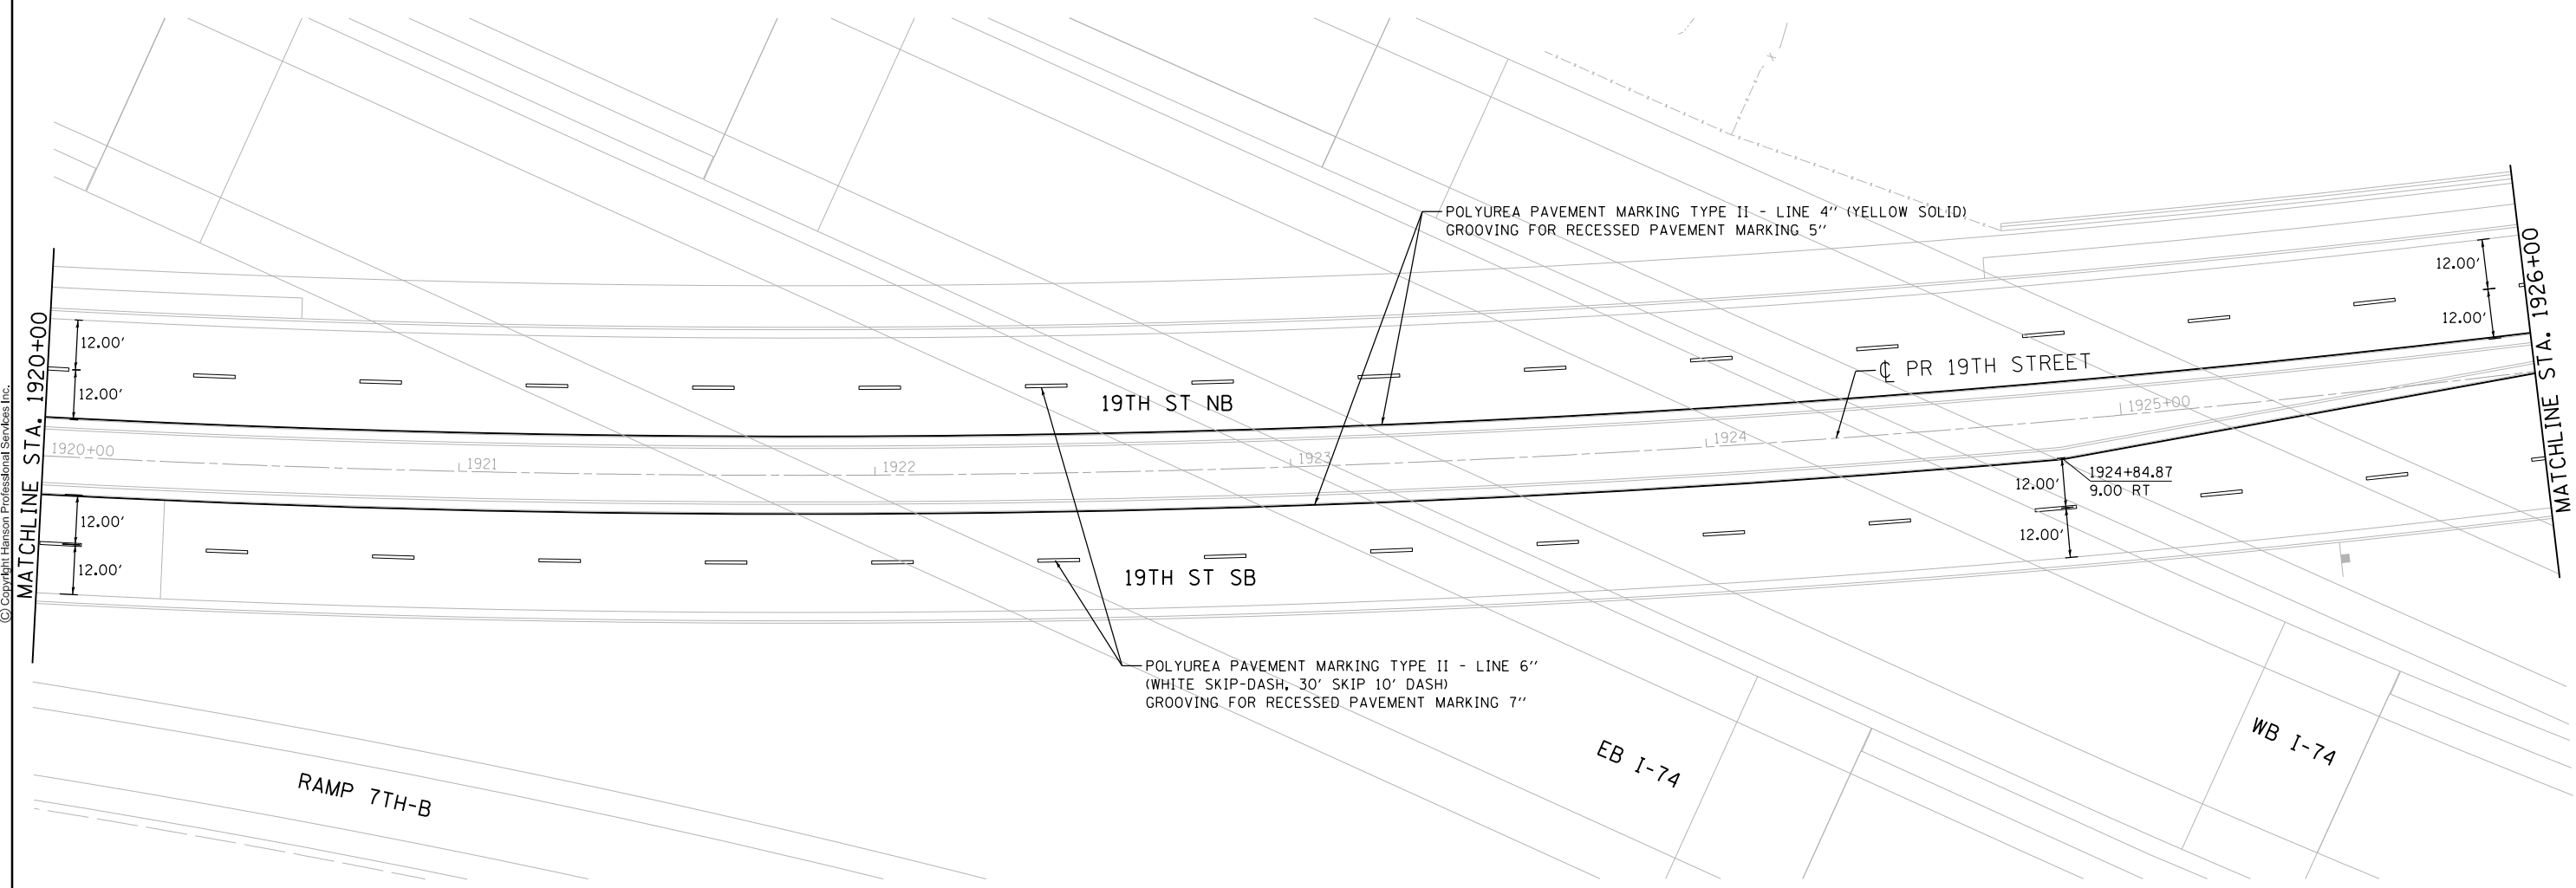 POLYUREA PAVEMENT MARKING TYPE II - LINE 4'' (YELLOW SOLID)
GROOVING FOR RECESSED PAVEMENT MARKING 5''
MATCHLINE STA. 1920+00
MATCHLINE STA. 1926+00
12.00'
12.00'
12.00'
12.00'
℄ PR 19TH STREET
19TH ST NB
1920+00
1921
1922
1923
1924
1925+00
1924+84.87
9.00 RT
12.00'
12.00'
12.00'
12.00'
19TH ST SB
POLYUREA PAVEMENT MARKING TYPE II - LINE 6''
(WHITE SKIP-DASH, 30' SKIP 10' DASH)
GROOVING FOR RECESSED PAVEMENT MARKING 7''
EB I-74
WB I-74
RAMP 7TH-B
(C) Copyright Hanson Professional Services Inc.